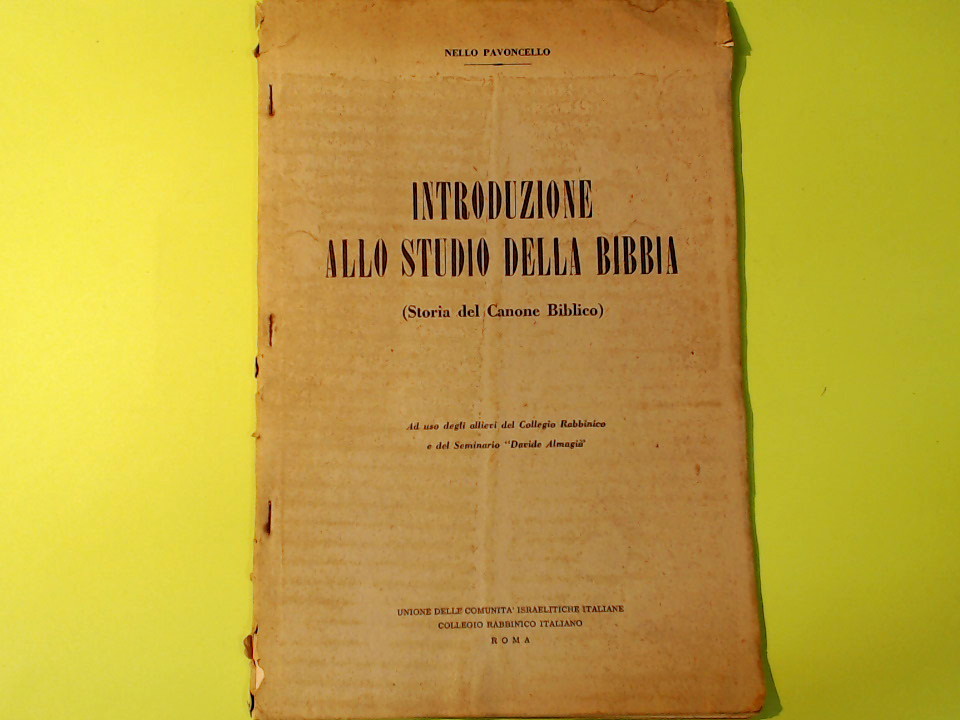 NELLO PAVONCELLO
INTRODUZIONE
ALLO STUDIO DELLA BIBBIA
(Storia del Canone Biblico)
Ad uso degli allievi del Collegio Rabbinico
e del Seminario "Davide Almagià"
UNIONE DELLE COMUNITA' ISRAELITICHE ITALIANE
COLLEGIO RABBINICO ITALIANO
ROMA